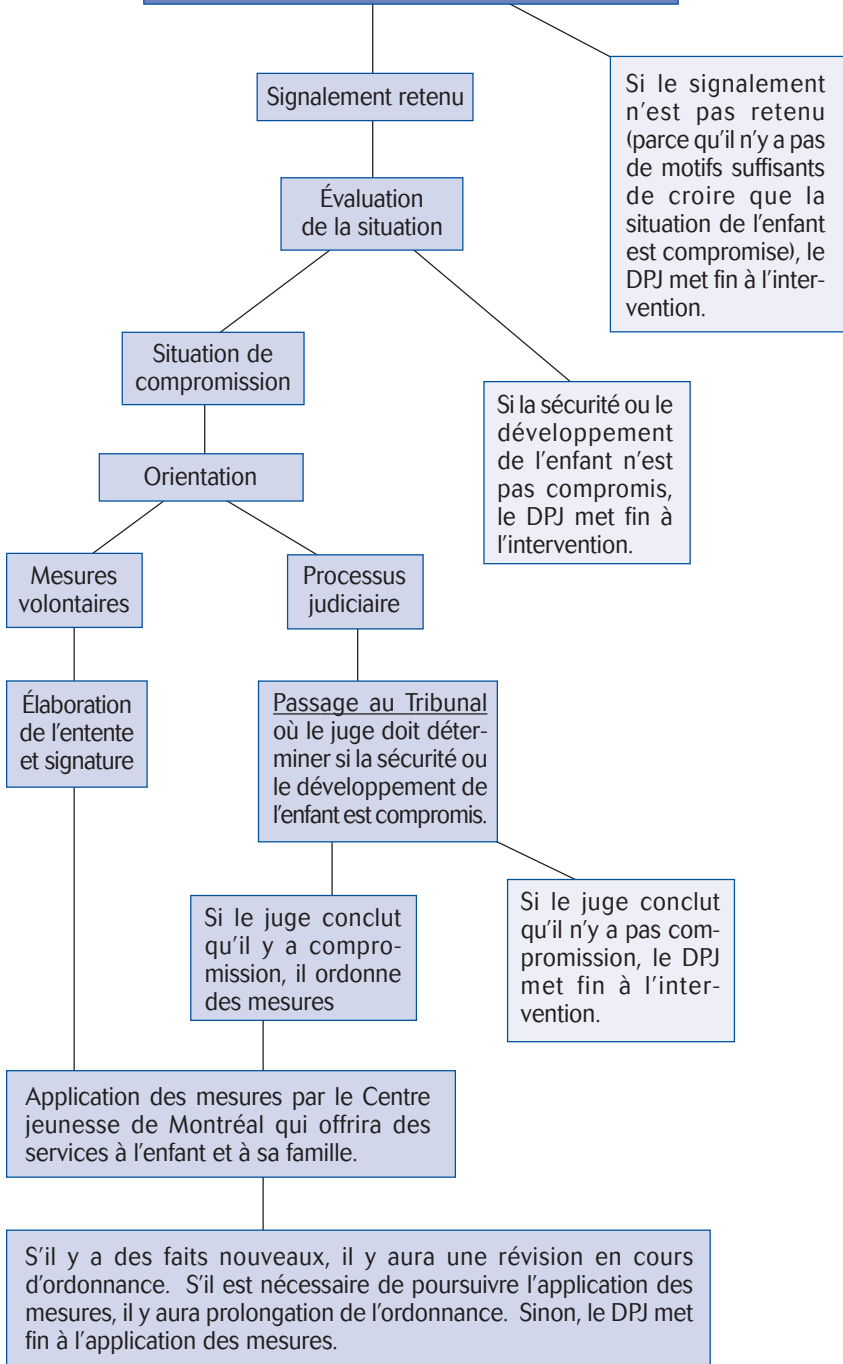 Signalement retenu
Si le signalement
n'est pas retenu
(parce qu'il n'y a pas
de motifs suffisants
de croire que la
situation de l'enfant
est compromise), le
DPJ met fin à l'inter-
vention.
Évaluation
de la situation
Situation de
compromission
Si la sécurité ou le
développement
de l'enfant n'est
pas compromis,
le DPJ met fin à
l'intervention.
Orientation
Mesures
volontaires
Processus
judiciaire
Élaboration
de l'entente
et signature
Passage au Tribunal
où le juge doit déter-
miner si la sécurité ou
le développement de
l'enfant est compromis.
Si le juge conclut
qu'il y a compro-
mission, il ordonne
des mesures
Si le juge conclut
qu'il n'y a pas com-
promission, le DPJ
met fin à l'inter-
vention.
Application des mesures par le Centre
jeunesse de Montréal qui offrira des
services à l'enfant et à sa famille.
S'il y a des faits nouveaux, il y aura une révision en cours
d'ordonnance. S'il est nécessaire de poursuivre l'application des
mesures, il y aura prolongation de l'ordonnance. Sinon, le DPJ met
fin à l'application des mesures.